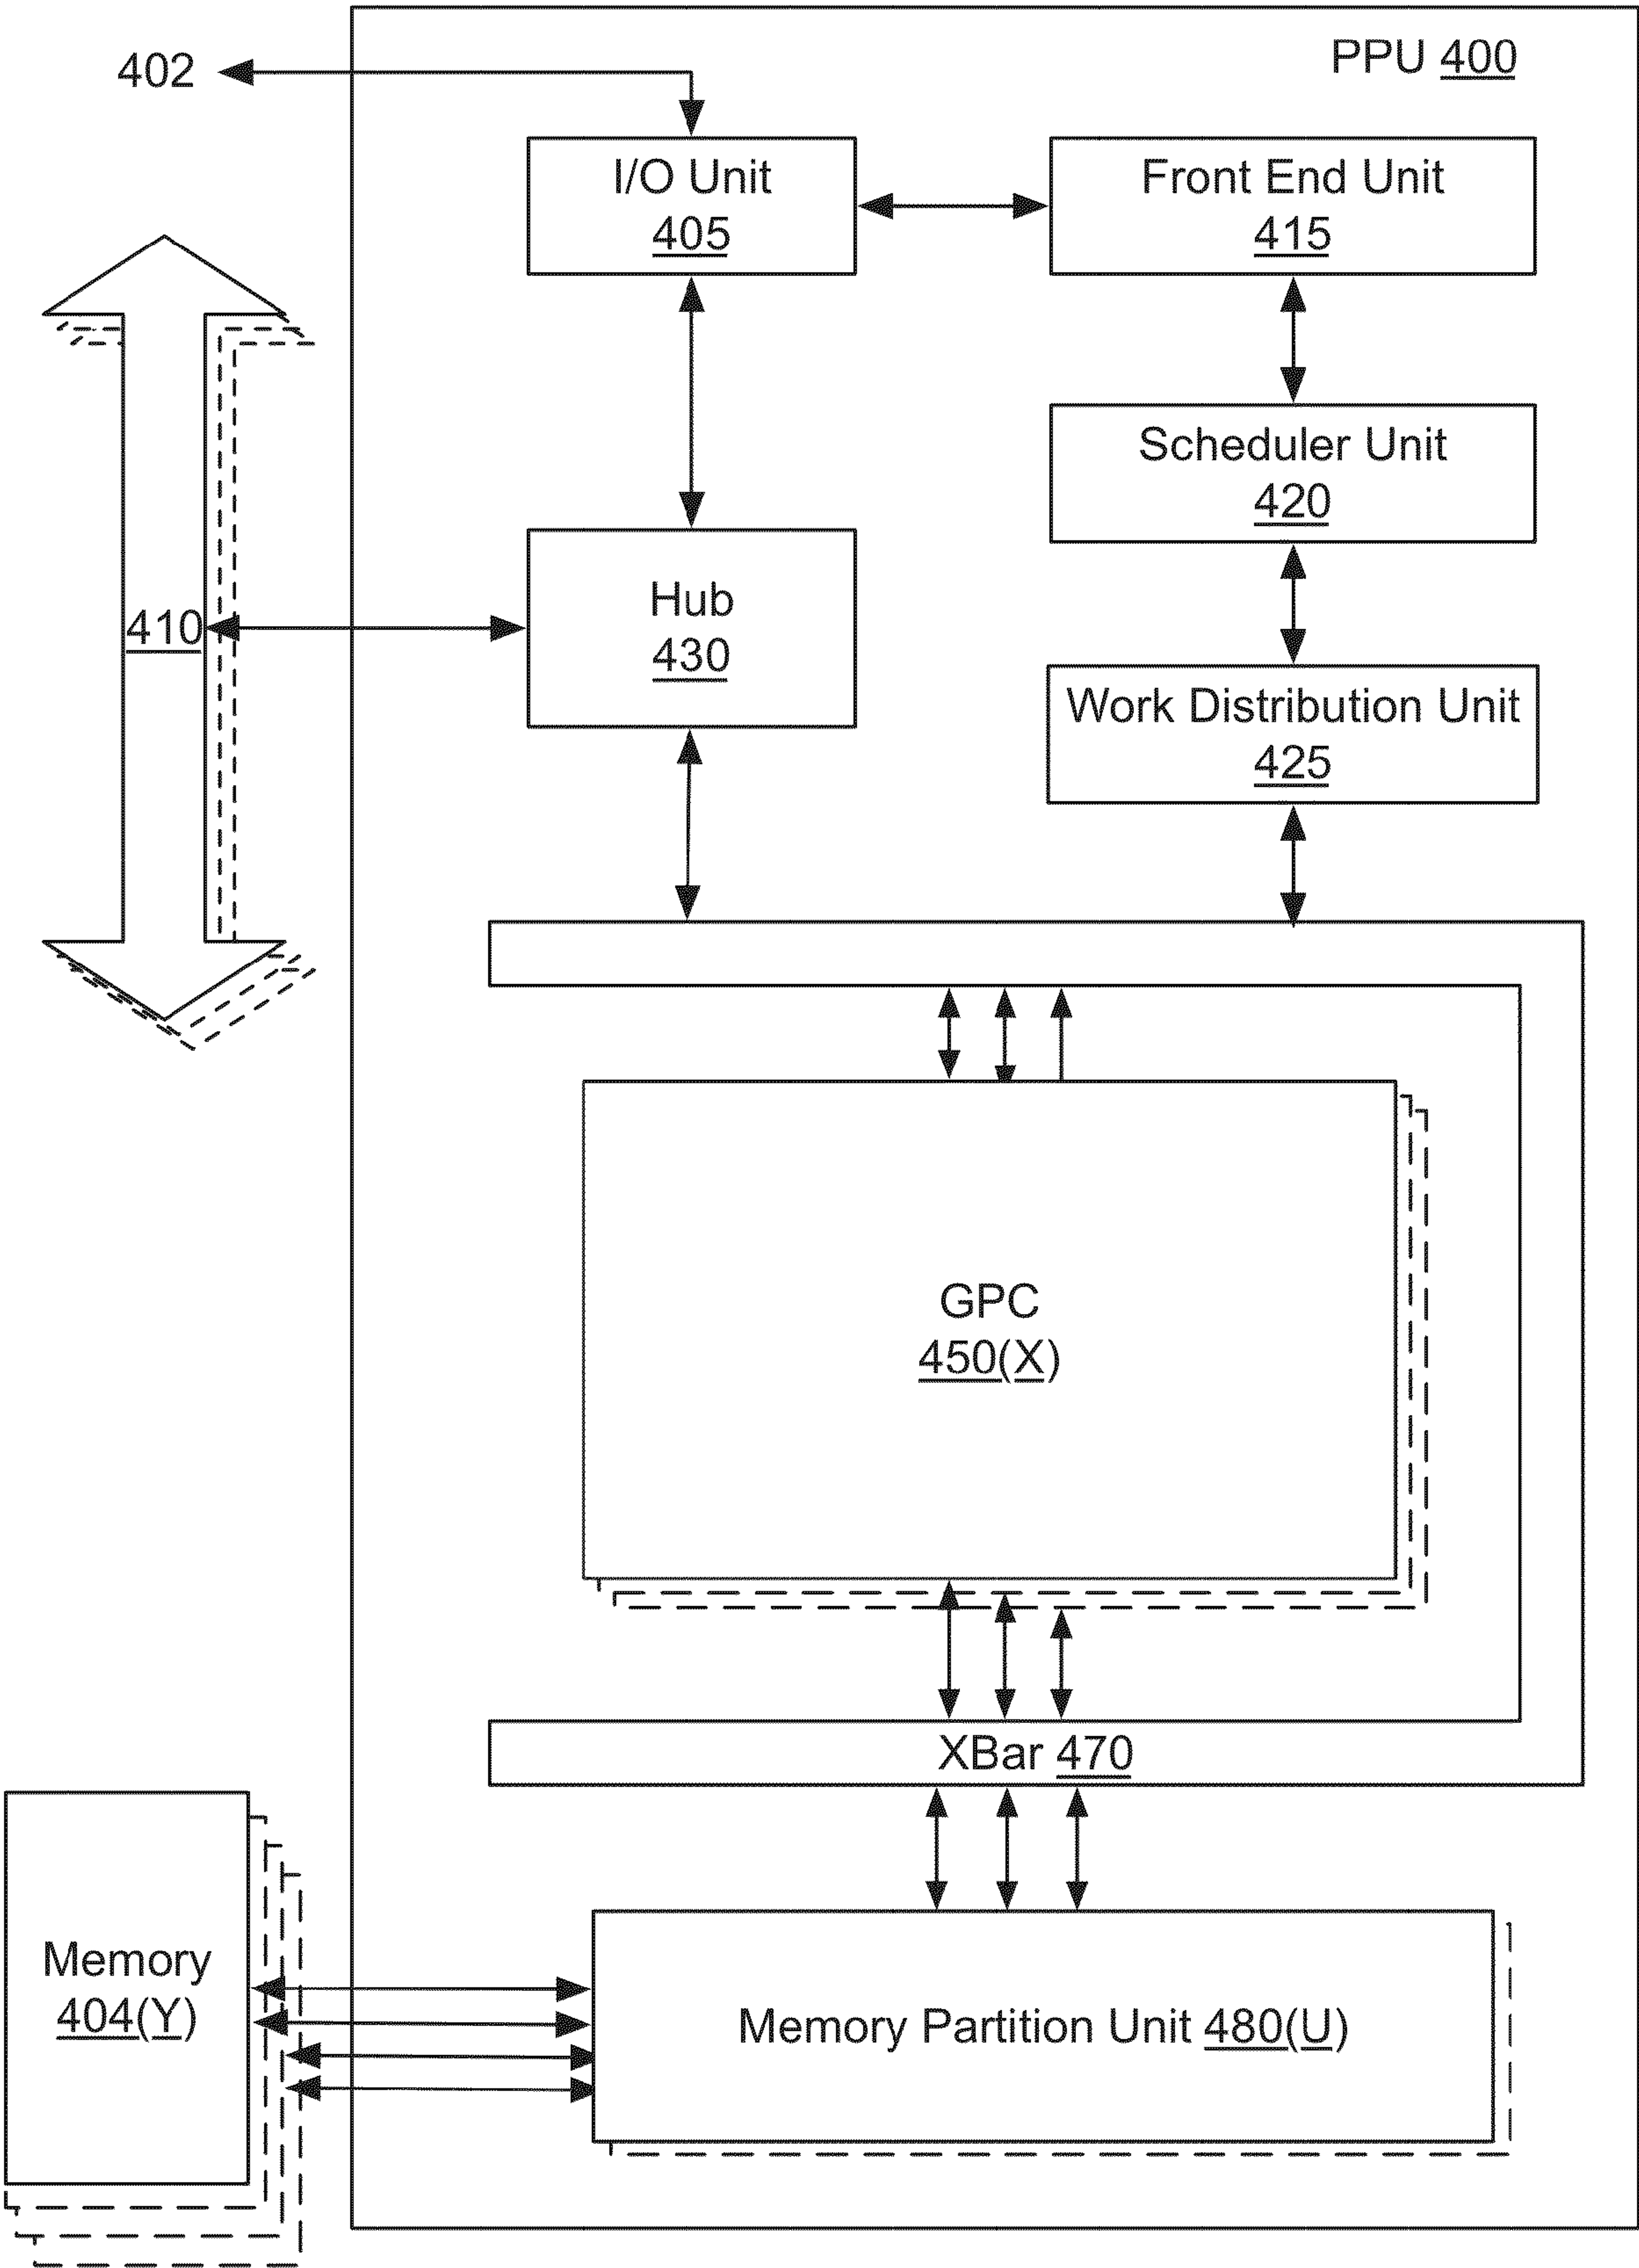 PPU 400
402
I/O Unit
405
Front End Unit
415
Scheduler Unit
420
Hub
430
410
Work Distribution Unit
425
GPC
450(X)
XBar 470
Memory
404(Y)
Memory Partition Unit 480(U)